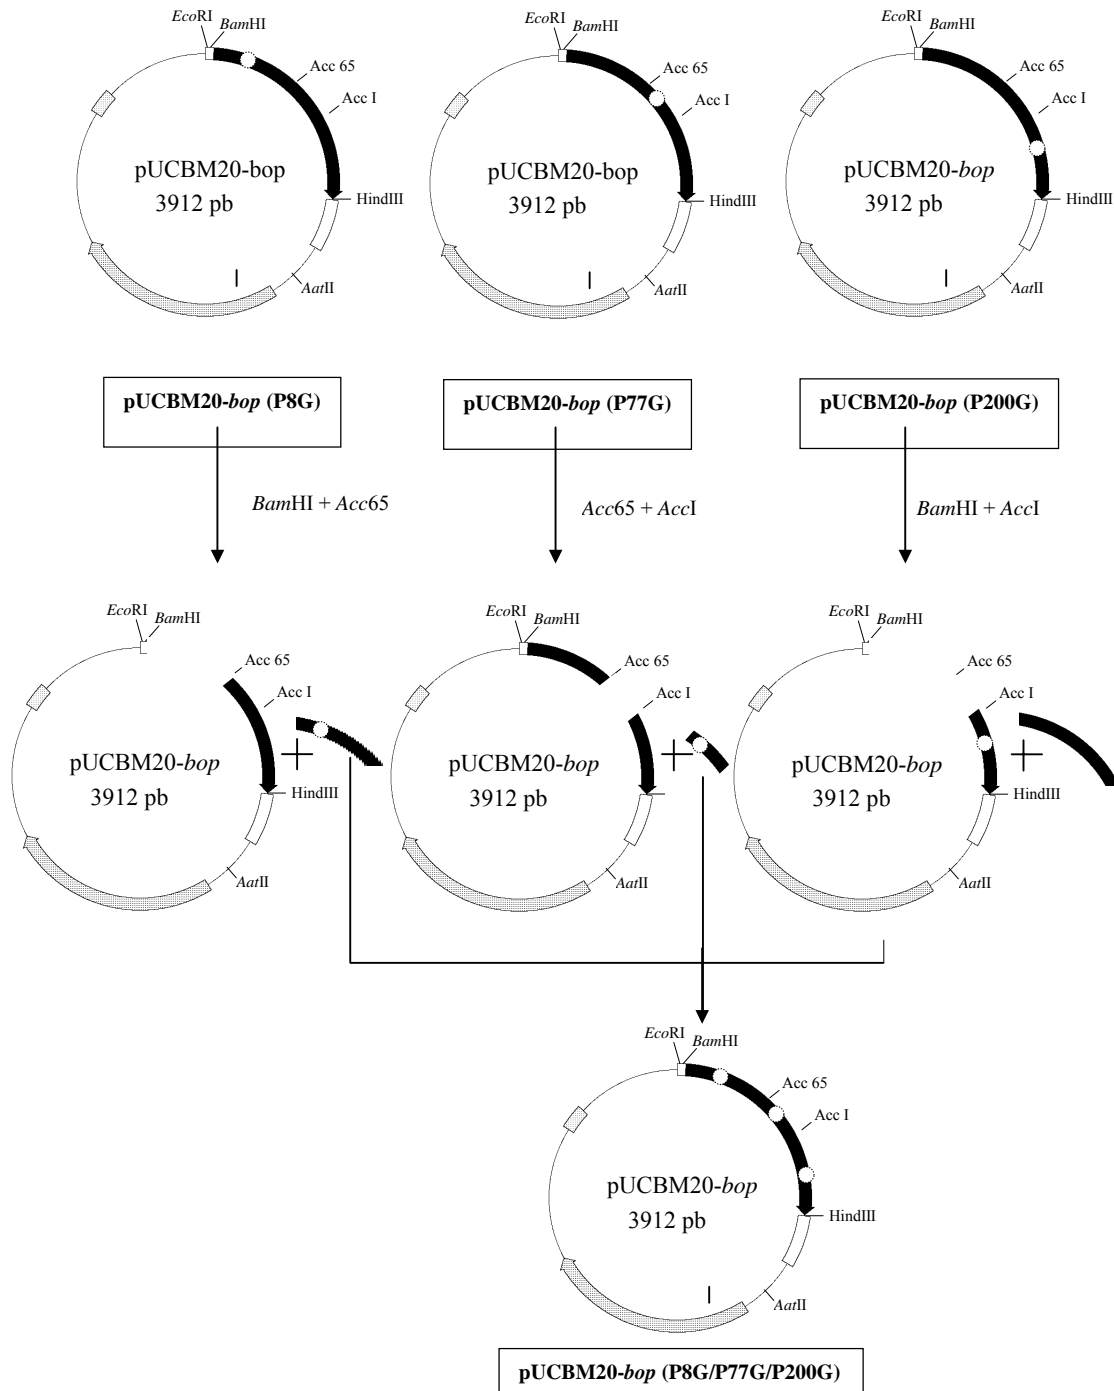 EcoRI
BamHI
Acc 65
Acc I
pUCBM20-bop
3912 pb
HindIII
AatII
EcoRI
BamHI
Acc 65
Acc I
pUCBM20-bop
3912 pb
HindIII
AatII
EcoRI
BamHI
Acc 65
Acc I
pUCBM20-bop
3912 pb
HindIII
AatII
pUCBM20-bop (P8G)
pUCBM20-bop (P77G)
pUCBM20-bop (P200G)
BamHI + Acc65
Acc65 + AccI
BamHI + AccI
EcoRI
BamHI
Acc 65
Acc I
pUCBM20-bop
3912 pb
HindIII
AatII
+
EcoRI
BamHI
Acc 65
Acc I
pUCBM20-bop
3912 pb
AatII
+
EcoRI
BamHI
Acc 65
Acc I
pUCBM20-bop
3912 pb
HindIII
AatII
+
EcoRI
BamHI
Acc 65
Acc I
pUCBM20-bop
3912 pb
HindIII
AatII
pUCBM20-bop (P8G/P77G/P200G)